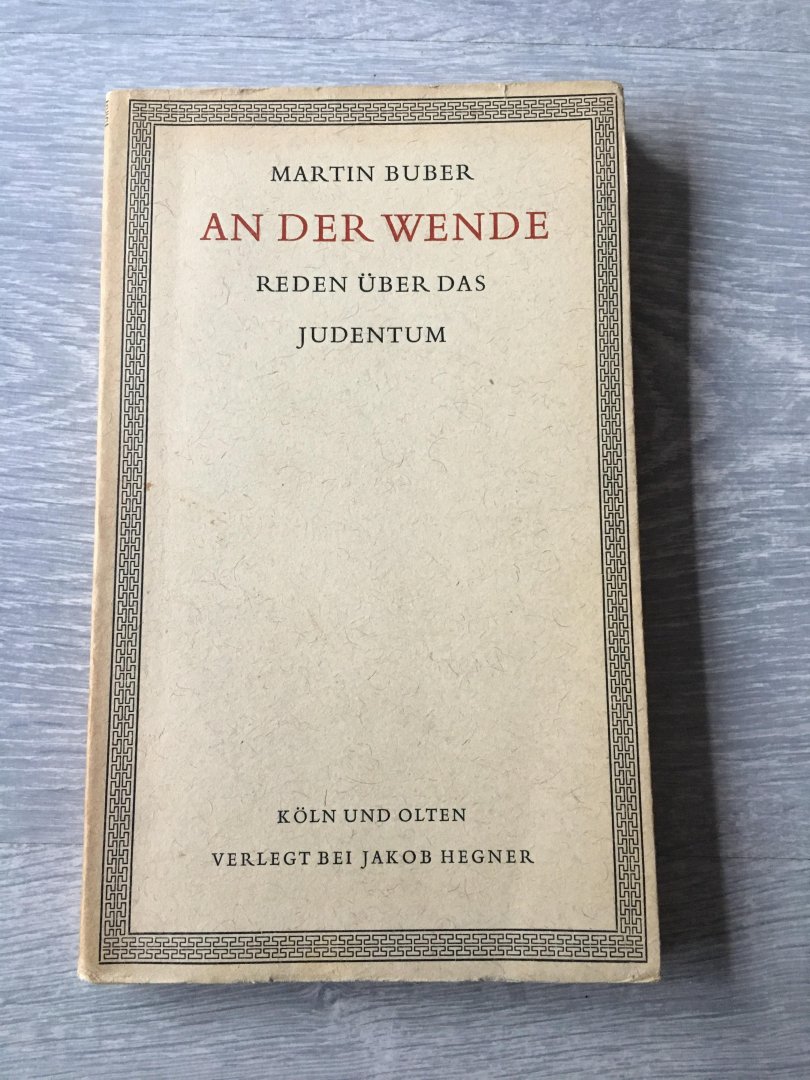 MARTIN BUBER
AN DER WENDE
REDEN ÜBER DAS
JUDENTUM
KÖLN UND OLTEN
VERLEGT BEI JAKOB HEGNER